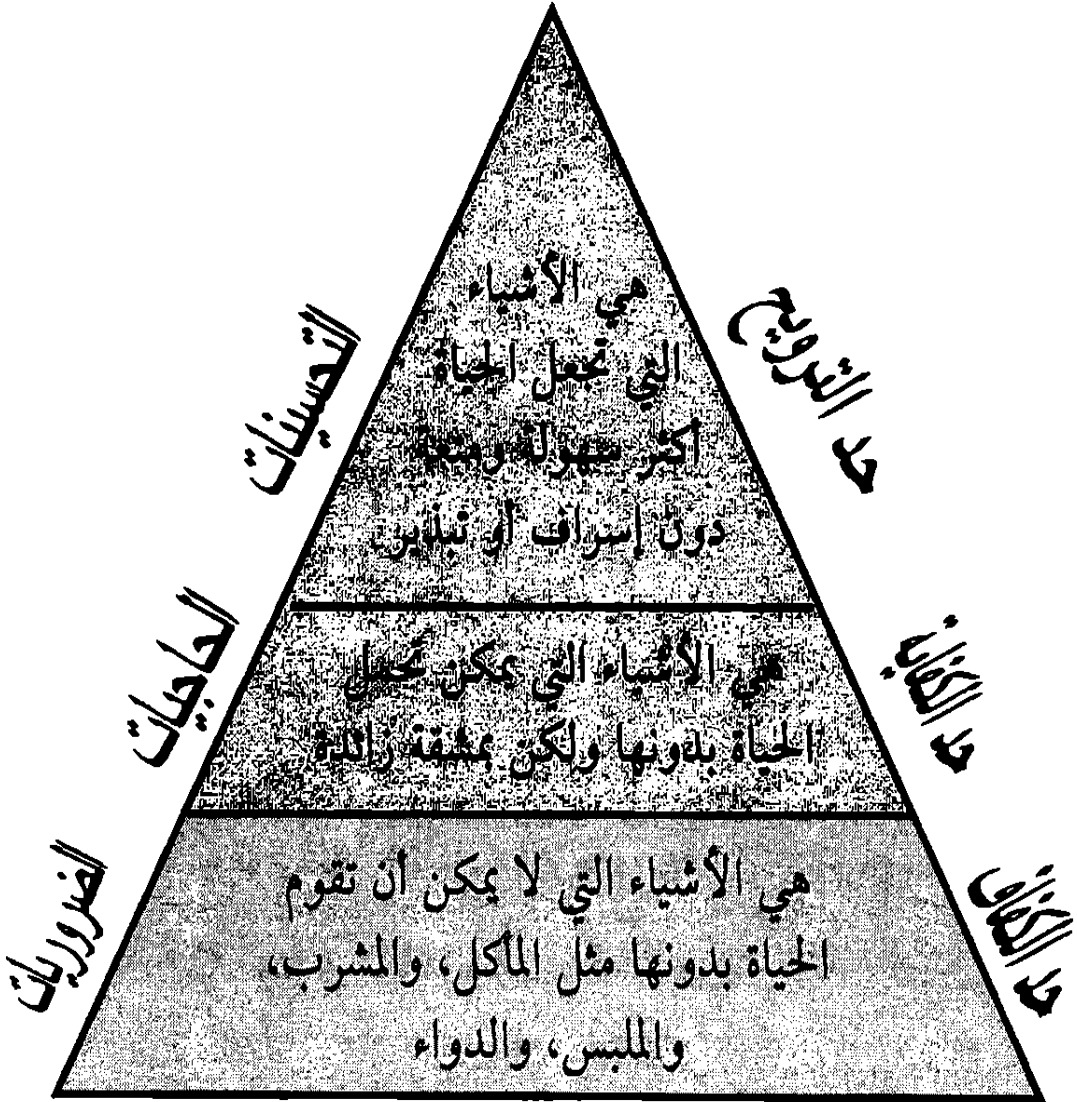 حد الترويح
التحسينات
هي الأشياء
التي تجعل الحياة
أكثر سهولة ومتعة
دون إسراف أو تبذير
حد الكفاية
الحاجيات
هي الأشياء التي يمكن تحمل
الحياة بدونها ولكن بمشقة زائدة
حد الكفاف
الضروريات
هي الأشياء التي لا يمكن أن تقوم
الحياة بدونها مثل المأكل، والمشرب،
والملبس، والدواء